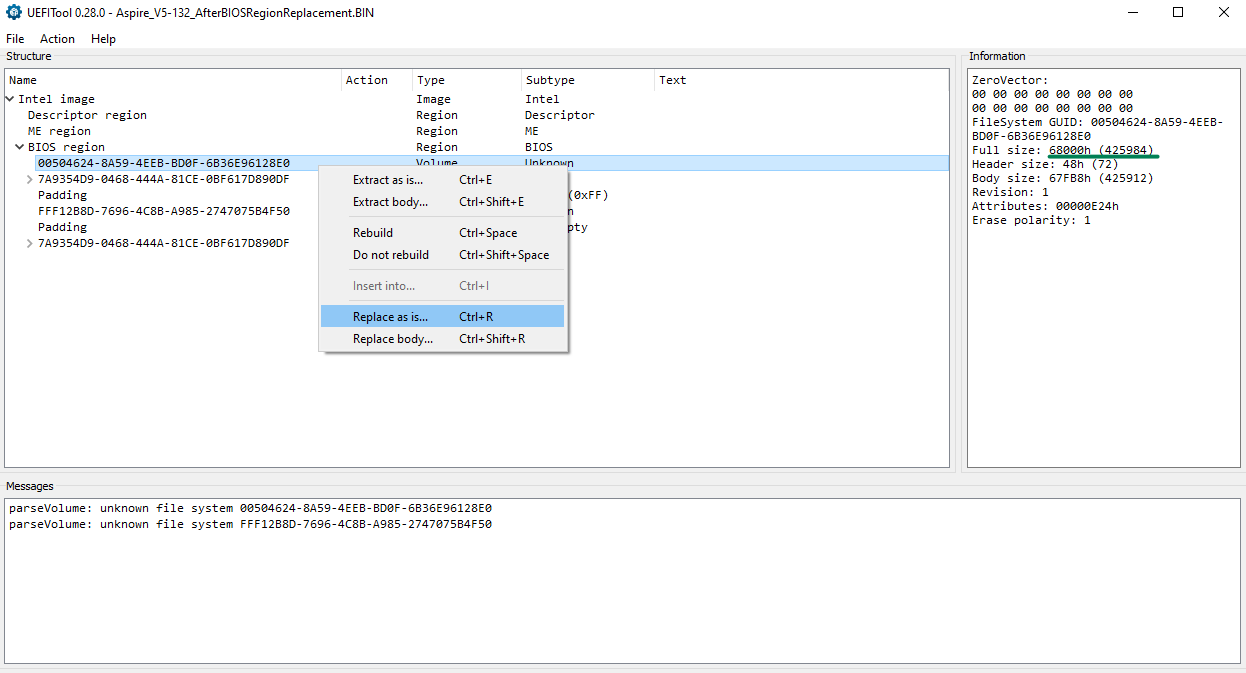 UEFITool 0.28.0 - Aspire_V5-132_AfterBIOSRegionReplacement.BIN
File Action Help
Structure
Name Action Type Subtype Text
Intel image Image Intel
Descriptor region Region Descriptor
ME region Region ME
BIOS region Region BIOS
00504624-8A59-4EEB-BD0F-6B36E96128E0 Volume Unknown
7A9354D9-0468-444A-81CE-0BF617D890DF
Padding (0xFF)
FFF12B8D-7696-4C8B-A985-2747075B4F50 n
Padding pty
7A9354D9-0468-444A-81CE-0BF617D890DF
Extract as is... Ctrl+E
Extract body... Ctrl+Shift+E
Rebuild Ctrl+Space
Do not rebuild Ctrl+Shift+Space
Insert into... Ctrl+I
Replace as is... Ctrl+R
Replace body... Ctrl+Shift+R
Information
ZeroVector:
00 00 00 00 00 00 00 00
00 00 00 00 00 00 00 00
FileSystem GUID: 00504624-8A59-4EEB-
BD0F-6B36E96128E0
Full size: 68000h (425984)
Header size: 48h (72)
Body size: 67FB8h (425912)
Revision: 1
Attributes: 00000E24h
Erase polarity: 1
Messages
parseVolume: unknown file system 00504624-8A59-4EEB-BD0F-6B36E96128E0
parseVolume: unknown file system FFF12B8D-7696-4C8B-A985-2747075B4F50